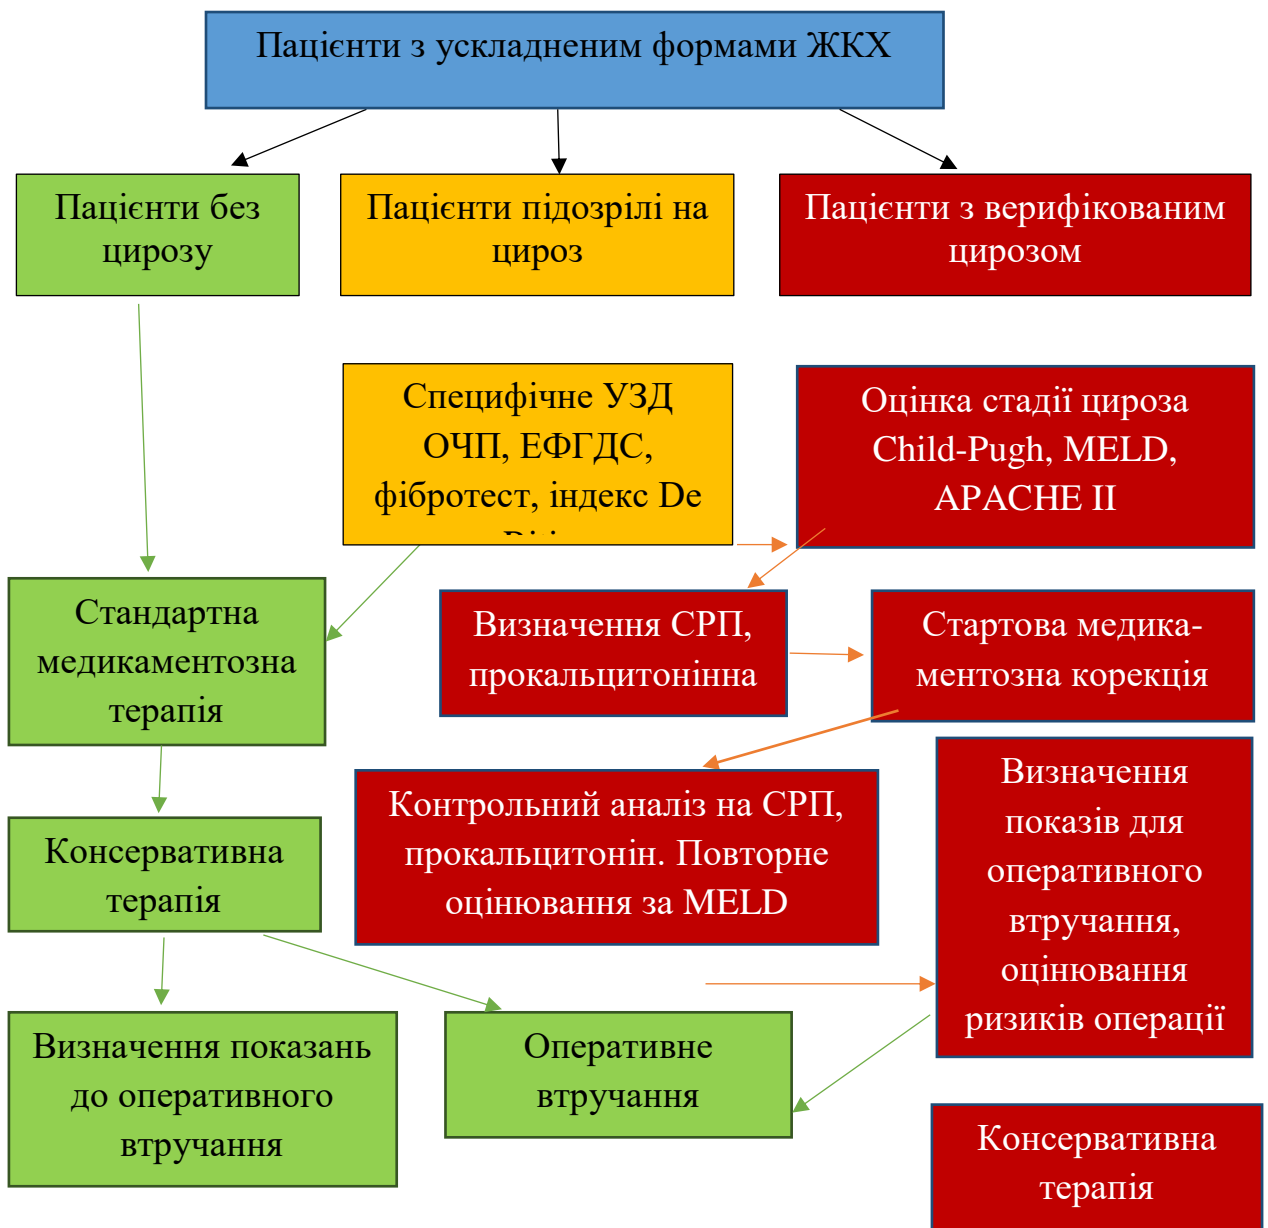 Пацієнти з ускладненим формами ЖКХ
Пацієнти без
цирозу
Пацієнти підозрілі на
цироз
Пацієнти з верифікованим
цирозом
Специфічне УЗД
ОЧП, ЕФГДС,
фібротест, індекс De
Оцінка стадії цироза
Child-Pugh, MELD,
APACHE II
Стандартна
медикаментозна
терапія
Визначення СРП,
прокальцитонінна
Стартова медика-
ментозна корекція
Контрольний аналіз на СРП,
прокальцитонін. Повторне
оцінювання за MELD
Визначення
показів для
оперативного
втручання,
оцінювання
ризиків операції
Консервативна
терапія
Визначення показань
до оперативного
втручання
Оперативне
втручання
Консервативна
терапія